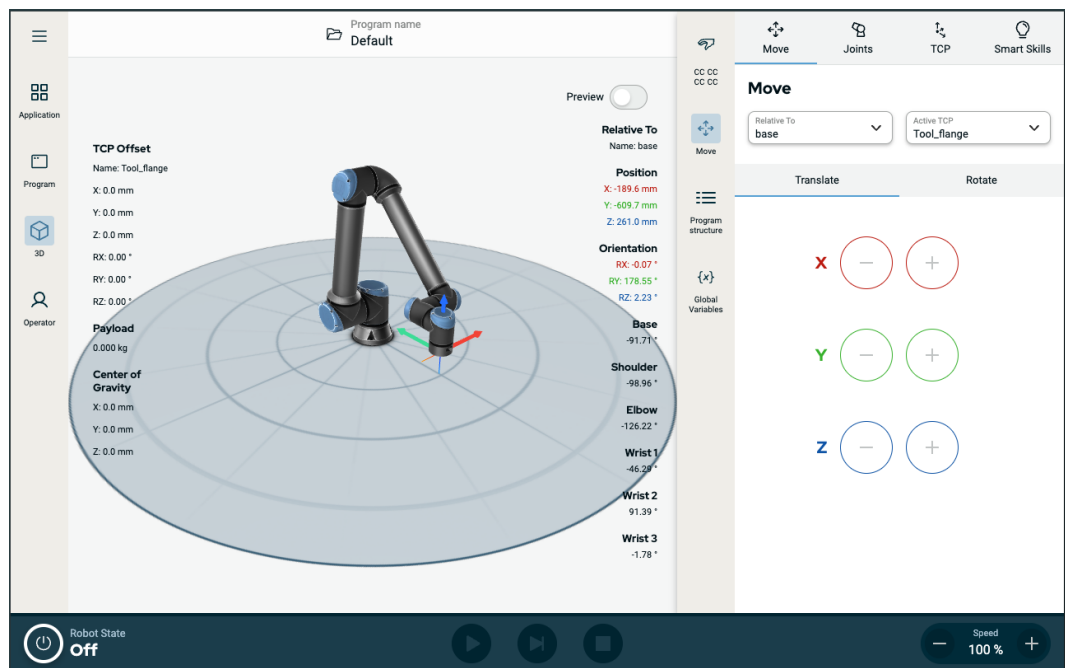 Program name
Default
Application
Program
3D
Operator
Preview
TCP Offset
Name: Tool_flange
X: 0.0 mm
Y: 0.0 mm
Z: 0.0 mm
RX: 0.00 °
RY: 0.00 °
RZ: 0.00 °
Payload
0.000 kg
Center of
Gravity
X: 0.0 mm
Y: 0.0 mm
Z: 0.0 mm
Relative To
Name: base
Position
X: -189.6 mm
Y: -609.7 mm
Z: 261.0 mm
Orientation
RX: -0.07 °
RY: 178.55 °
RZ: 2.23 °
Base
-91.71 °
Shoulder
-98.96 °
Elbow
-126.22 °
Wrist 1
-46.29 °
Wrist 2
91.39 °
Wrist 3
-1.78 °
CC CC
CC CC
Move
Program
structure
{x}
Global
Variables
Move
Joints
TCP
Smart Skills
Move
Relative To
base
Active TCP
Tool_flange
Translate
Rotate
X
Y
Z
Robot State
Off
Speed
100 %